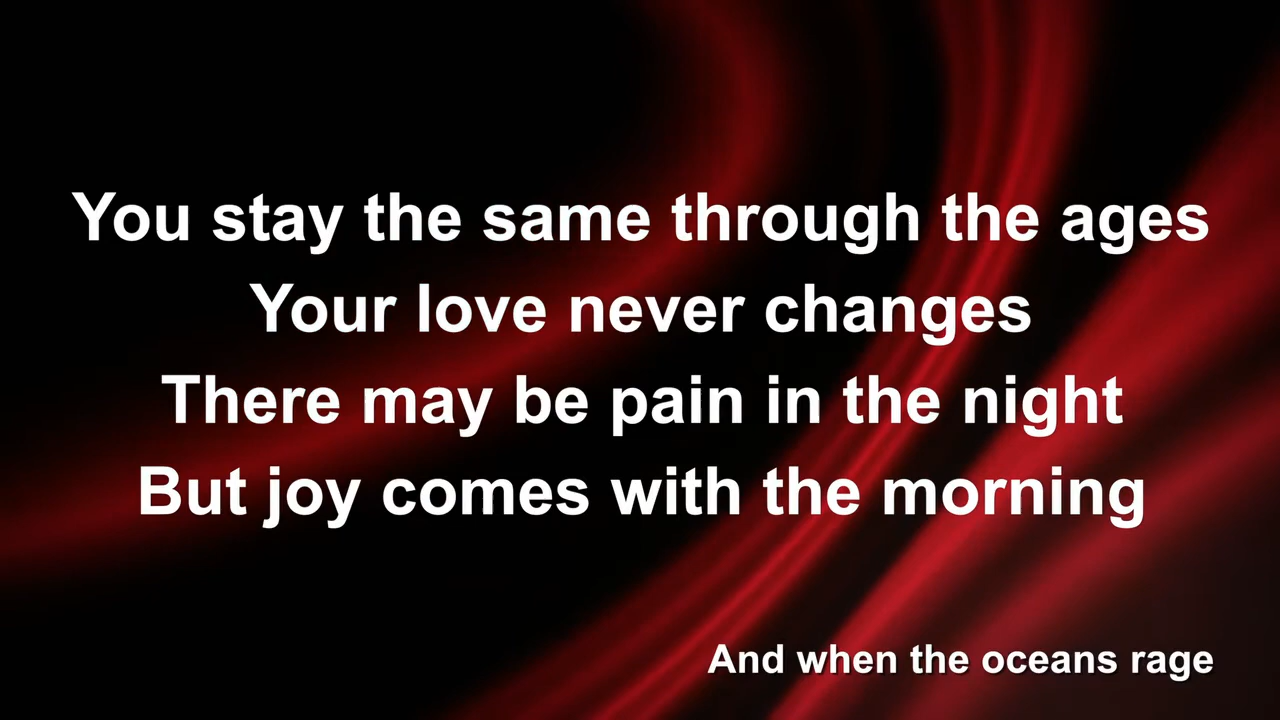 You stay the same through the ages
Your love never changes
There may be pain in the night
But joy comes with the morning
And when the oceans rage